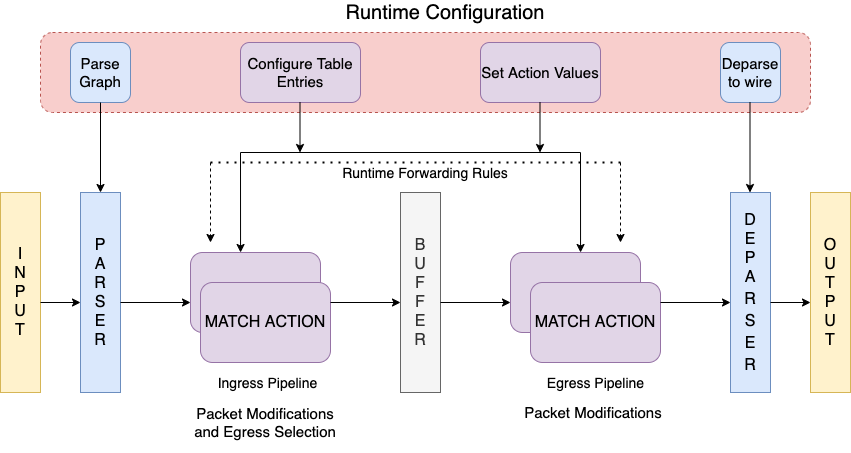 Runtime Configuration
Parse
Graph
Configure Table
Entries
Set Action Values
Deparse
to wire
Runtime Forwarding Rules
INPUT
PARSER
MATCH ACTION
BUFFER
MATCH ACTION
DEPARSER
OUTPUT
Ingress Pipeline
Egress Pipeline
Packet Modifications
and Egress Selection
Packet Modifications